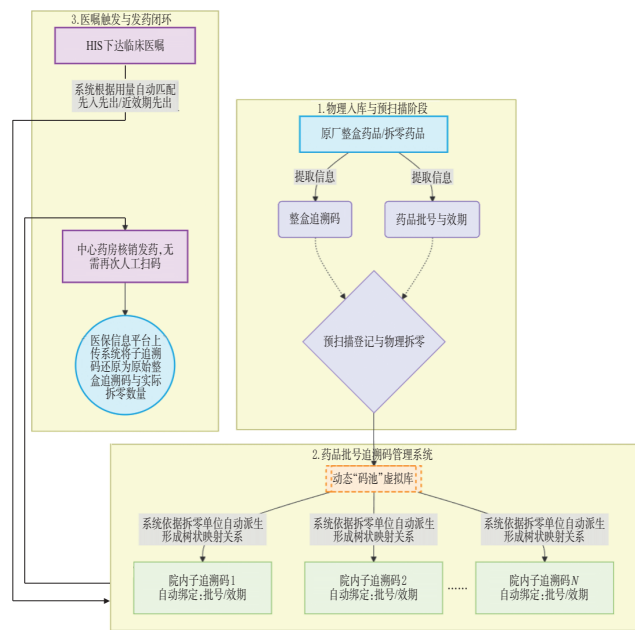 3.医嘱触发与发药闭环
HIS下达临床医嘱
系统根据用量自动匹配
先入先出/近效期先出
中心药房核销发药,无
需再次人工扫码
医保信息平台上
传系统将子追溯
码还原为原始整
盒追溯码与实际
拆零数量
1.物理入库与预扫描阶段
原厂整盒药品/拆零药品
提取信息
提取信息
整盒追溯码
药品批号与效期
预扫描登记与物理拆零
2.药品批号追溯码管理系统
动态“码池”虚拟库
系统依据拆零单位自动派生
形成树状映射关系
系统依据拆零单位自动派生
形成树状映射关系
系统依据拆零单位自动派生
形成树状映射关系
院内子追溯码1
自动绑定:批号/效期
院内子追溯码2
自动绑定:批号/效期
……
院内子追溯码N
自动绑定:批号/效期